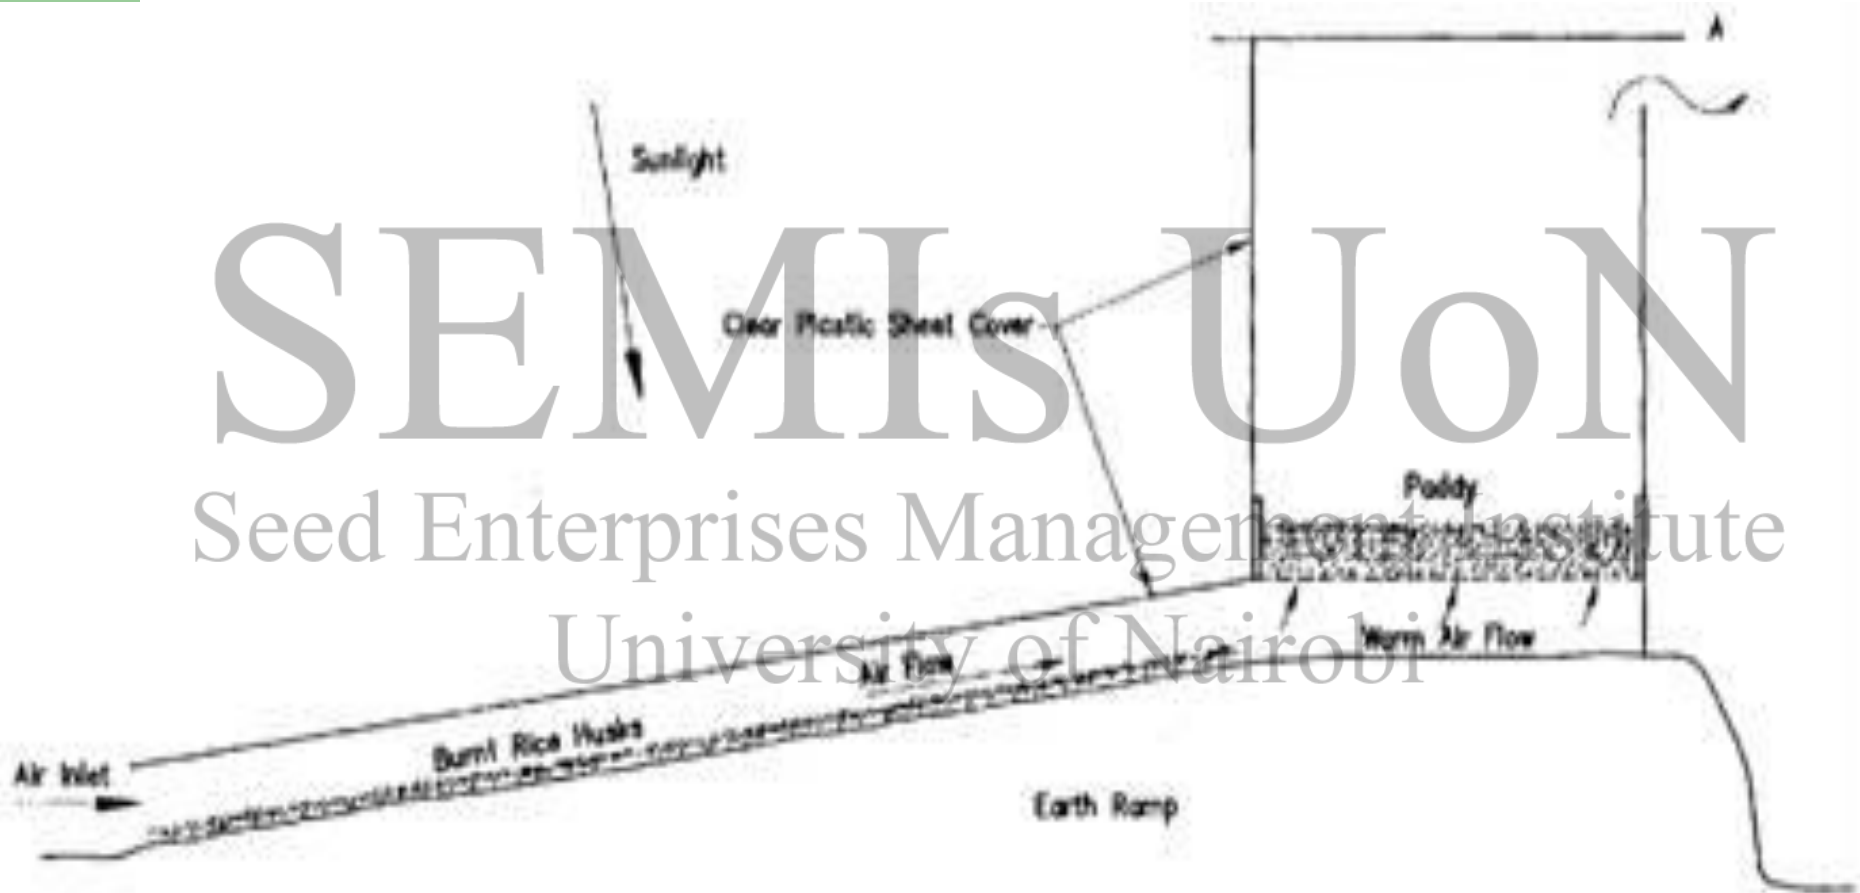 A
Sunlight
Clear Plastic Sheet Cover
SEMIs UoN
Paddy
Seed Enterprises Management Institute
University of Nairobi
Warm Air Flow
Air Flow
Burnt Rice Husks
Air Inlet
Earth Ramp